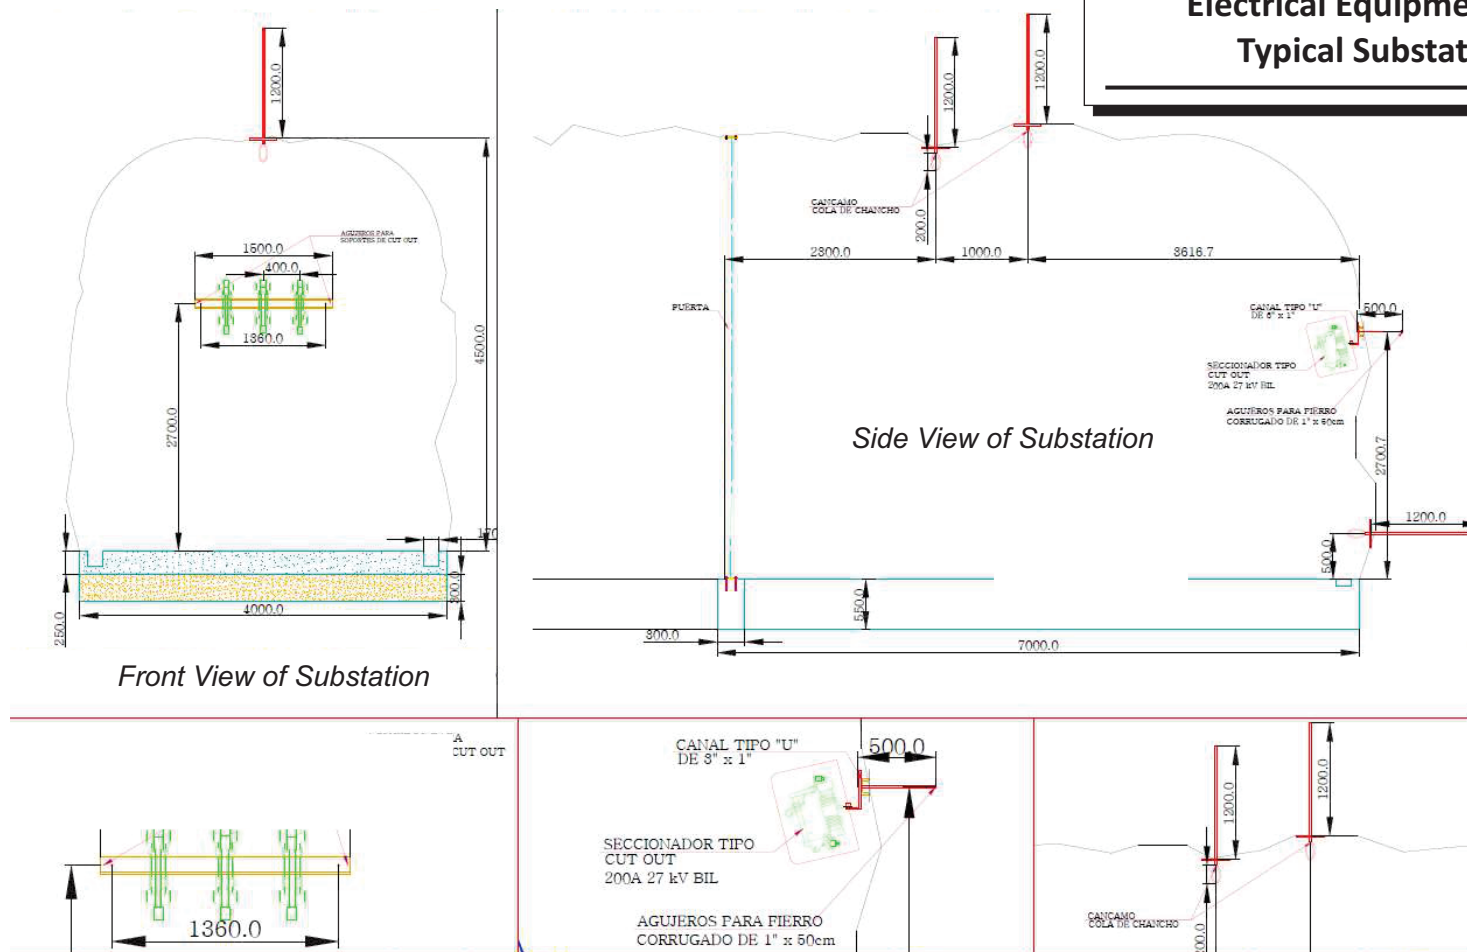 Electrical Equipme
Typical Substat
1200.0
AGUJEROS PARA
SOPORTES DE CUT OUT
1500.0
400.0
1360.0
2700.0
4500.0
250.0
4000.0
300.0
170
Front View of Substation
1200.0
1200.0
CANCAMO
COLA DE CHANCHO
200.0
2300.0
1000.0
3616.7
PUERTA
CANAL TIPO "U"
DE 3" x 1"
500.0
SECCIONADOR TIPO
CUT OUT
200A 27 kV BIL
AGUJEROS PARA FIERRO
CORRUGADO DE 1" x 50cm
Side View of Substation
2700.7
1200.0
500.0
550.0
300.0
7000.0
A
CUT OUT
1360.0
CANAL TIPO "U"
DE 3" x 1"
500.0
SECCIONADOR TIPO
CUT OUT
200A 27 kV BIL
AGUJEROS PARA FIERRO
CORRUGADO DE 1" x 50cm
1200.0
1200.0
CANCAMO
COLA DE CHANCHO
00.0